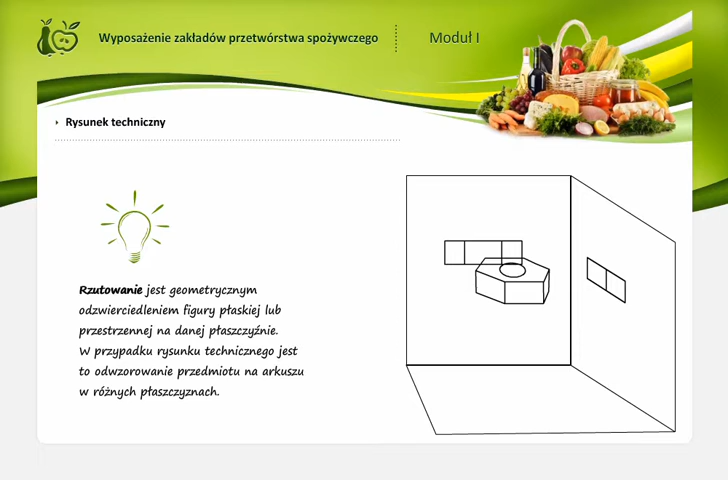 Wyposażenie zakładów przetwórstwa spożywczego
Moduł I
Rysunek techniczny
Rzutowanie jest geometrycznym
odzwierciedleniem figury płaskiej lub
przestrzennej na danej płaszczyźnie.
W przypadku rysunku technicznego jest
to odwzorowanie przedmiotu na arkuszu
w różnych płaszczyznach.